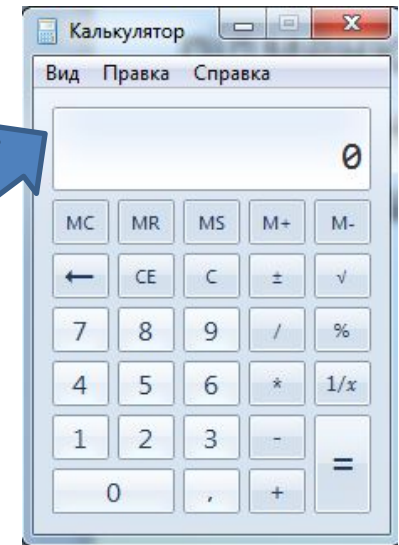 Калькулятор
Вид Правка Справка
0
MC MR MS M+ M-
← CE C ± √
7 8 9 / %
4 5 6 * 1/x
1 2 3 - =
0 , +